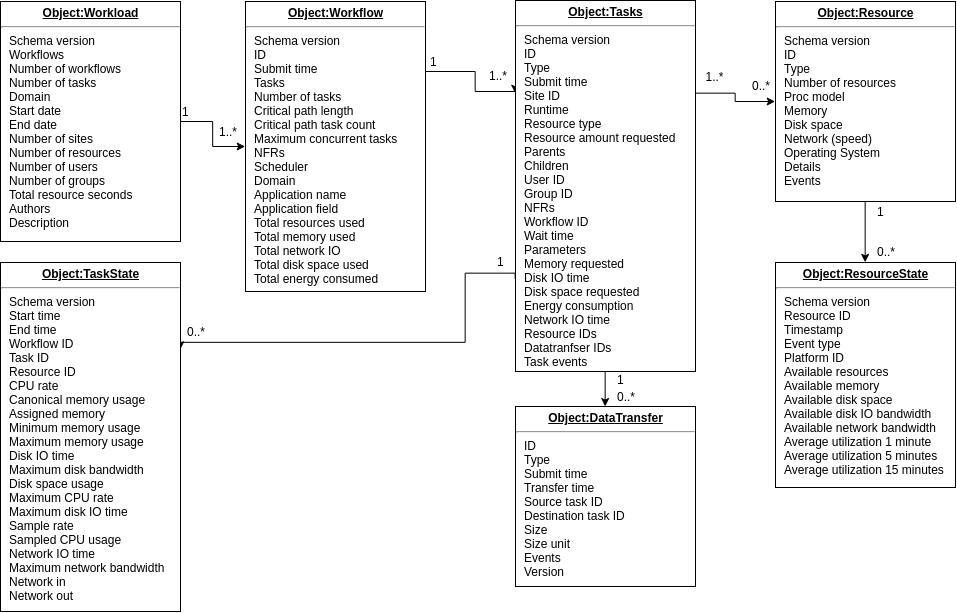 Object:Workload
Schema version
Workflows
Number of workflows
Number of tasks
Domain
Start date
End date
Number of sites
Number of resources
Number of users
Number of groups
Total resource seconds
Authors
Description
1
1..*
Object:Workflow
Schema version
ID
Submit time
Tasks
Number of tasks
Critical path length
Critical path task count
Maximum concurrent tasks
NFRs
Scheduler
Domain
Application name
Application field
Total resources used
Total memory used
Total network IO
Total disk space used
Total energy consumed
1
1..*
Object:Tasks
Schema version
ID
Type
Submit time
Site ID
Runtime
Resource type
Resource amount requested
Parents
Children
User ID
Group ID
NFRs
Workflow ID
Wait time
Parameters
Memory requested
Disk IO time
Disk space requested
Energy consumption
Network IO time
Resource IDs
Datatranfser IDs
Task events
1..*
0..*
Object:Resource
Schema version
ID
Type
Number of resources
Proc model
Memory
Disk space
Network (speed)
Operating System
Details
Events
1
0..*
Object:TaskState
Schema version
Start time
End time
Workflow ID
Task ID
Resource ID
CPU rate
Canonical memory usage
Assigned memory
Minimum memory usage
Maximum memory usage
Disk IO time
Maximum disk bandwidth
Disk space usage
Maximum CPU rate
Maximum disk IO time
Sample rate
Sampled CPU usage
Network IO time
Maximum network bandwidth
Network in
Network out
1
0..*
1
0..*
Object:DataTransfer
ID
Type
Submit time
Transfer time
Source task ID
Destination task ID
Size
Size unit
Events
Version
Object:ResourceState
Schema version
Resource ID
Timestamp
Event type
Platform ID
Available resources
Available memory
Available disk space
Available disk IO bandwidth
Available network bandwidth
Average utilization 1 minute
Average utilization 5 minutes
Average utilization 15 minutes